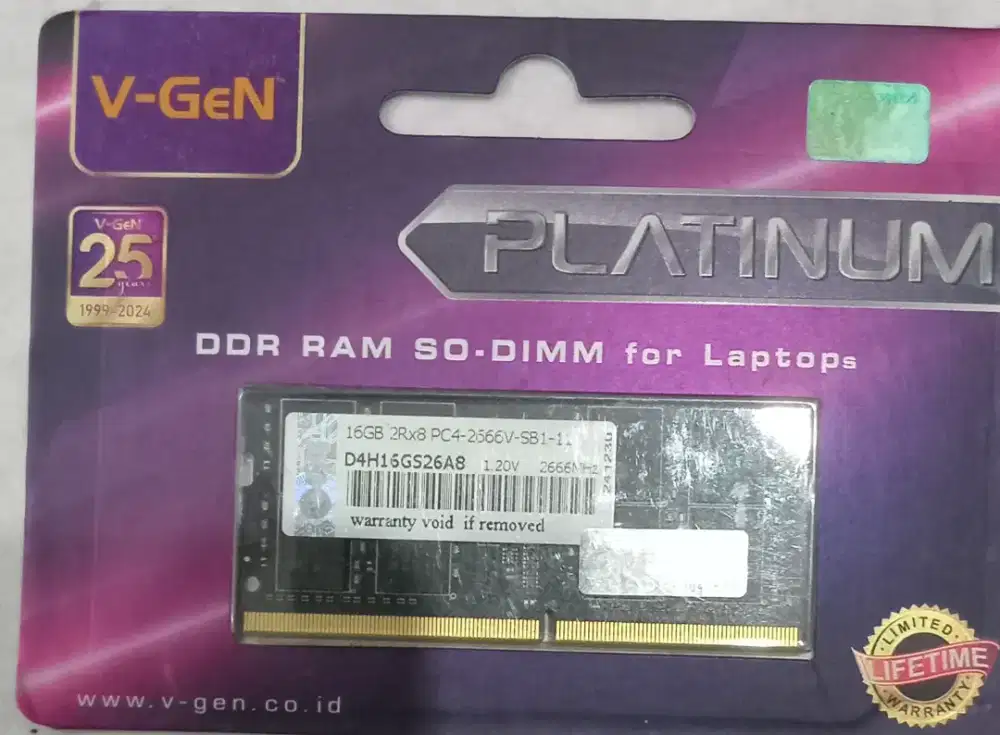 V-GeN
PLATINUM
V-GeN
25
years
1999-2024
DDR RAM SO-DIMM for Laptops
16GB 2Rx8 PC4-2666V-SB1-11
D4H16GS26A8 1.20V 2666MHz
warranty void if removed
www.v-gen.co.id
LIMITED
LIFETIME
WARRANTY